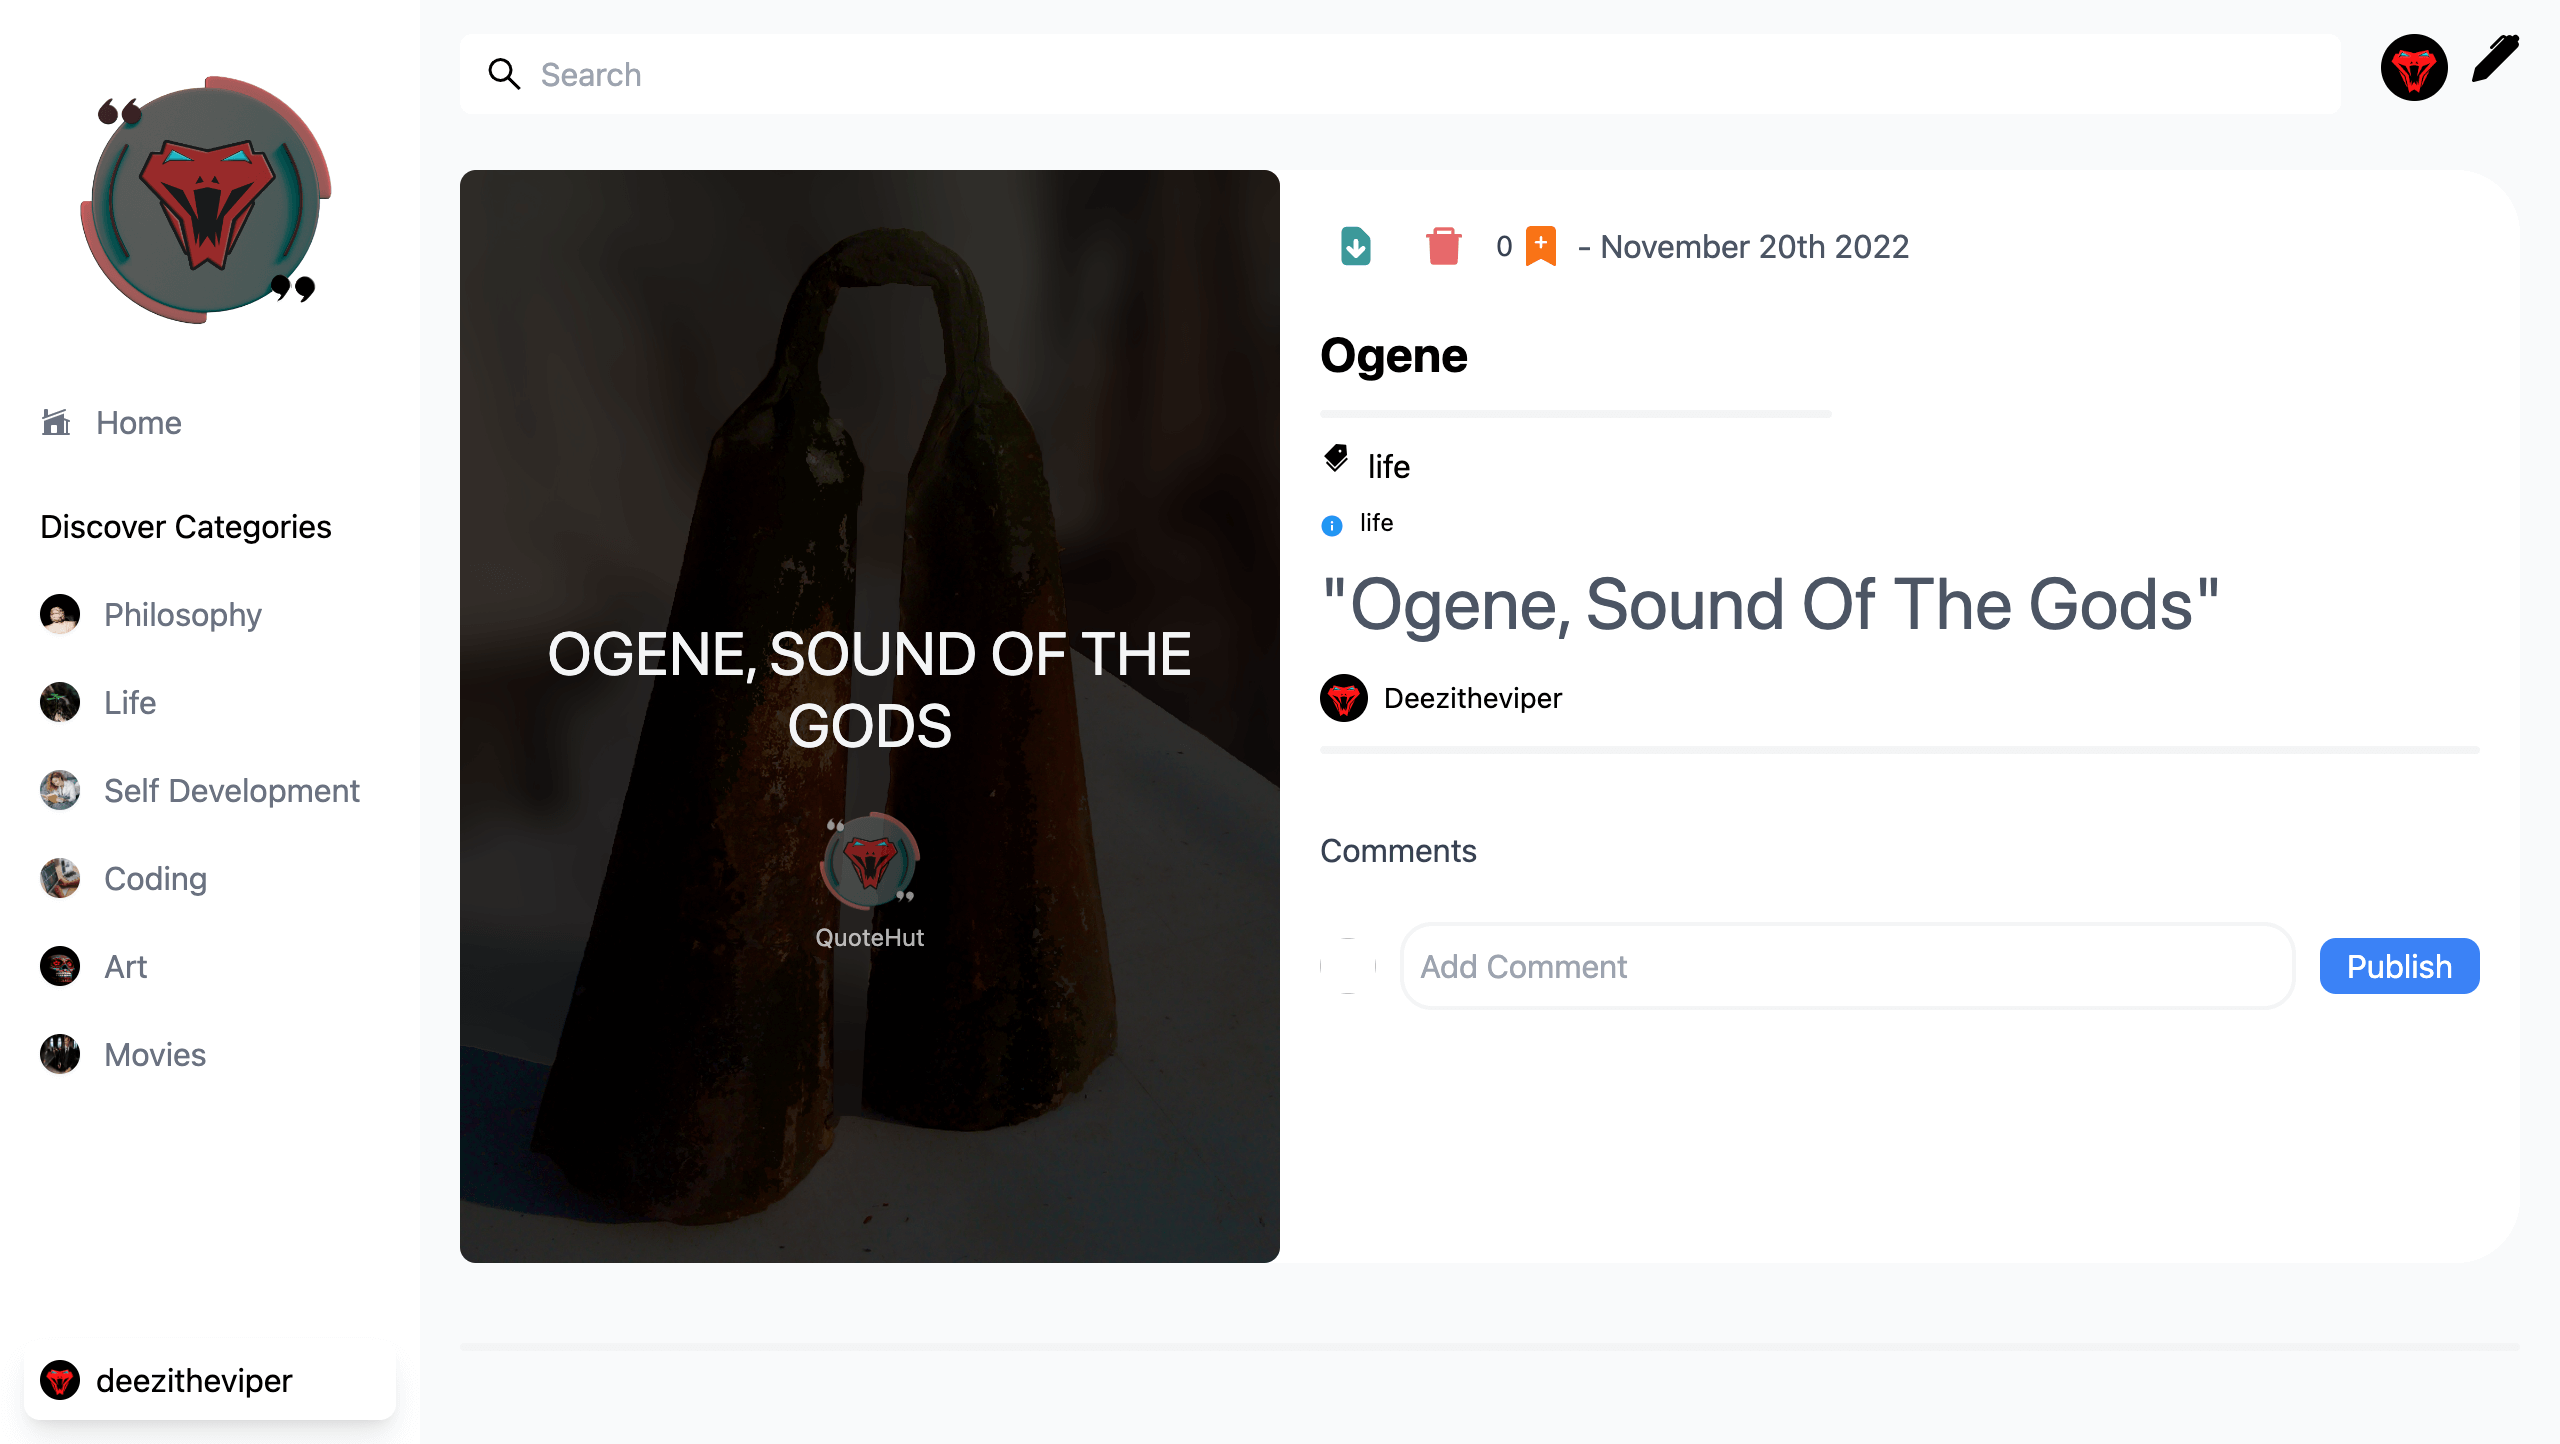 Search
Home
Discover Categories
Philosophy
Life
Self Development
Coding
Art
Movies
deezitheviper
OGENE, SOUND OF THE
GODS
QuoteHut
0 - November 20th 2022
Ogene
life
life
"Ogene, Sound Of The Gods"
Deezitheviper
Comments
Add Comment
Publish